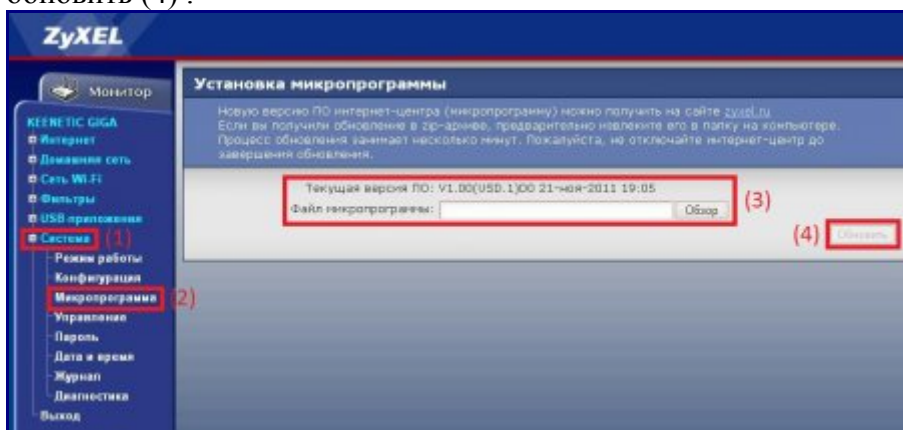 обновить (4) .
ZyXEL
Монитор
KEENETIC GIGA
Интернет
Домашняя сеть
Сеть Wi-Fi
Фильтры
USB приложения
Система (1)
Режим работы
Конфигурация
Микропрограмма (2)
Управление
Пароль
Дата и время
Журнал
Диагностика
Выход
Установка микропрограммы
Новую версию ПО интернет-центра (микропрограмму) можно получить на сайте zyxel.ru
Если вы получили обновление в zip-архиве, предварительно извлеките его в папку на компьютере.
Процесс обновления занимает несколько минут. Пожалуйста, не отключайте интернет-центр до
завершения обновления.
Текущая версия ПО: V1.00(USD.1)D0 21-ноя-2011 19:05
Файл микропрограммы: Обзор (3)
(4) Обновить